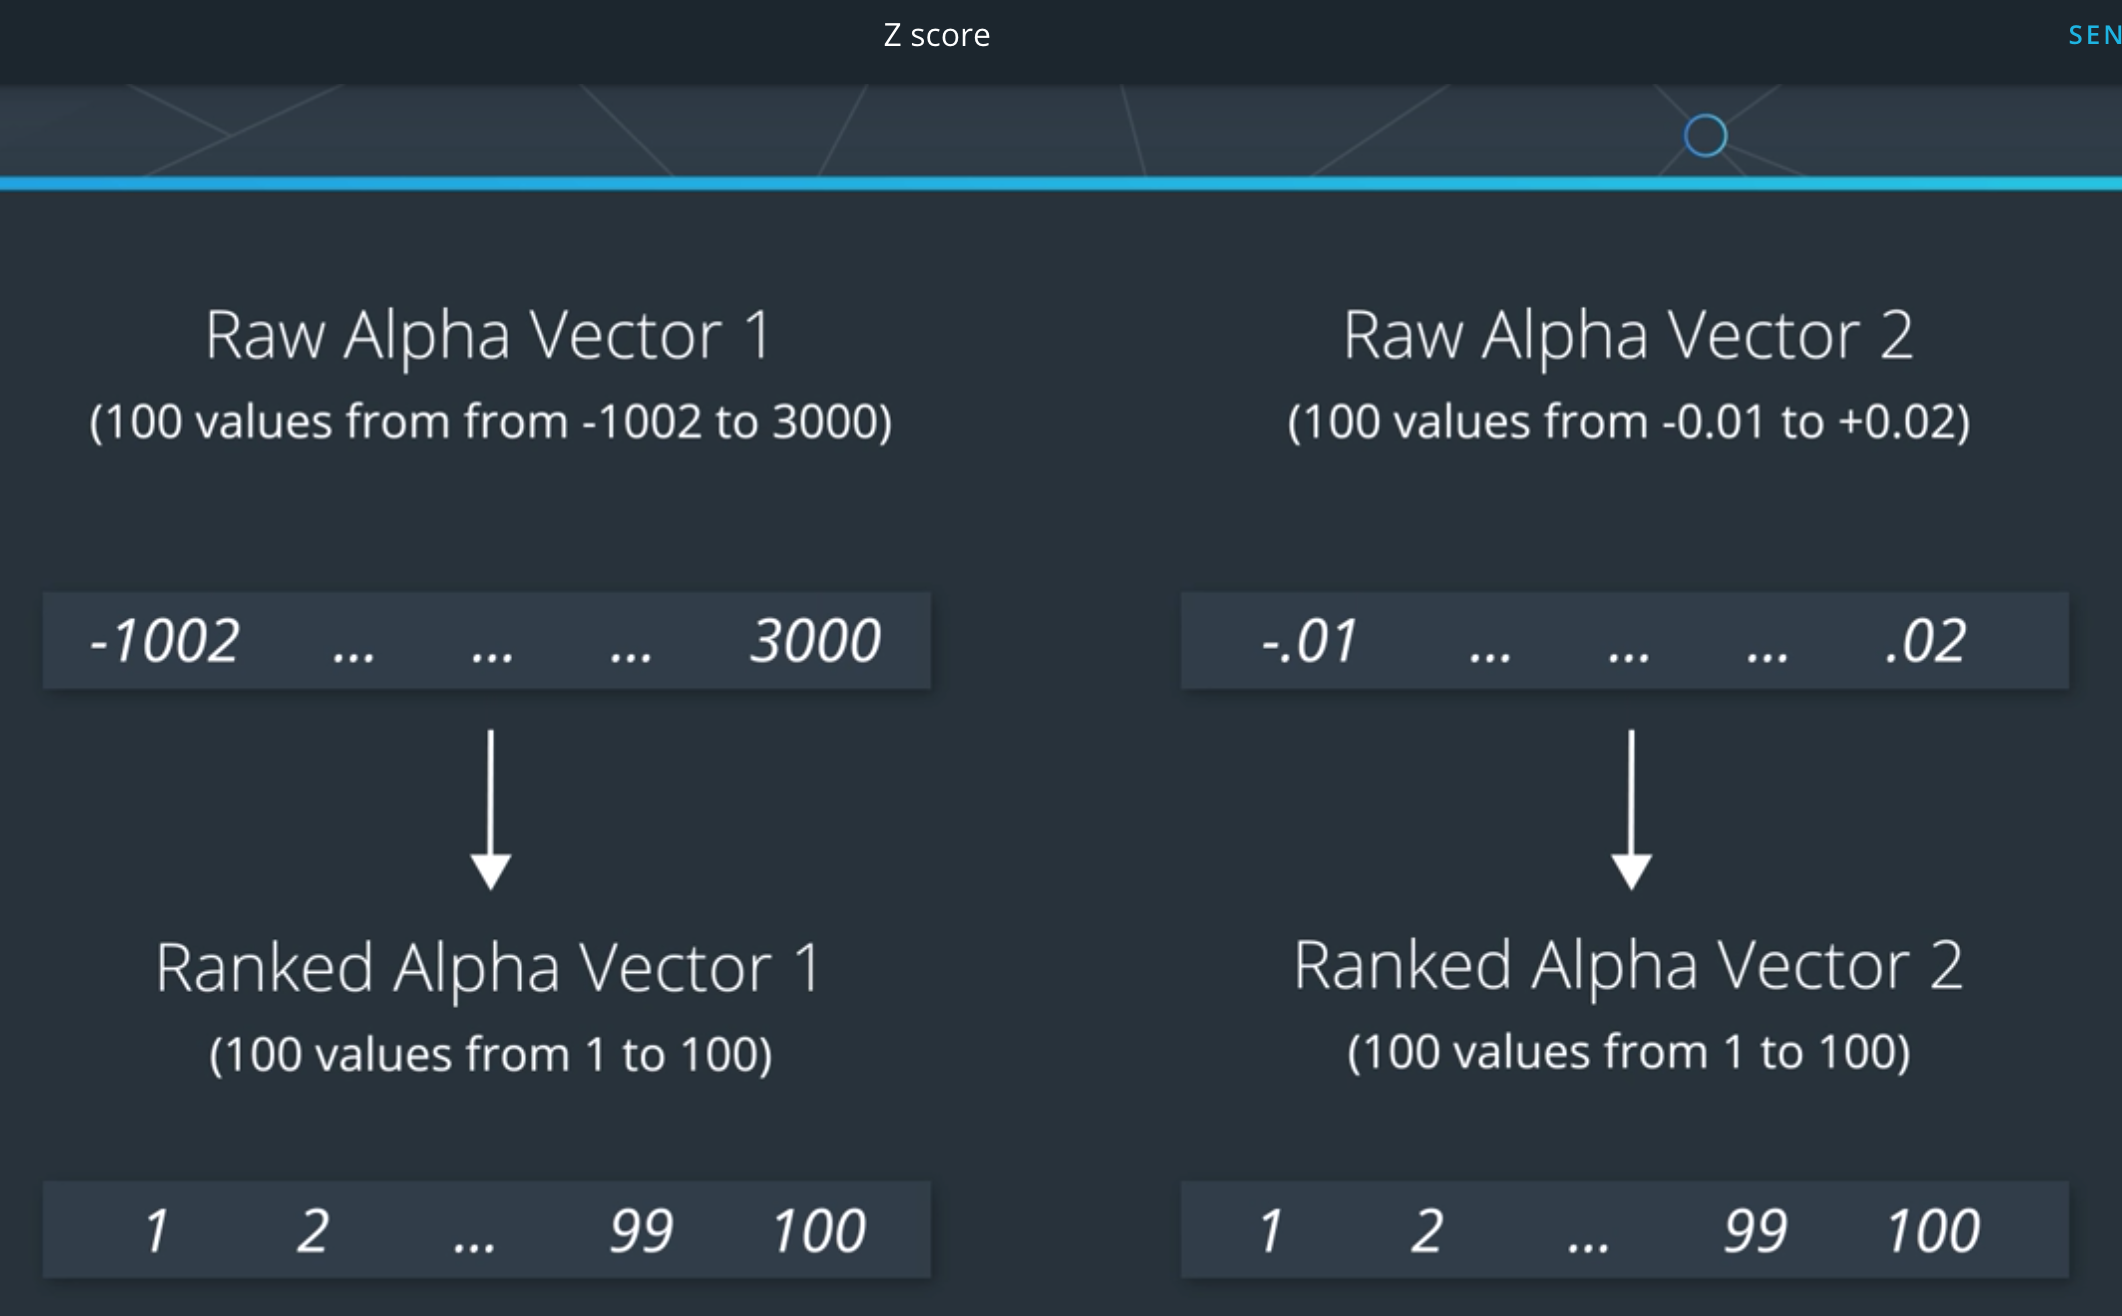 Z score
SEN
Raw Alpha Vector 1
(100 values from from -1002 to 3000)
-1002 ... ... ... 3000
Ranked Alpha Vector 1
(100 values from 1 to 100)
1 2 ... 99 100
Raw Alpha Vector 2
(100 values from -0.01 to +0.02)
-.01 ... ... ... .02
Ranked Alpha Vector 2
(100 values from 1 to 100)
1 2 ... 99 100